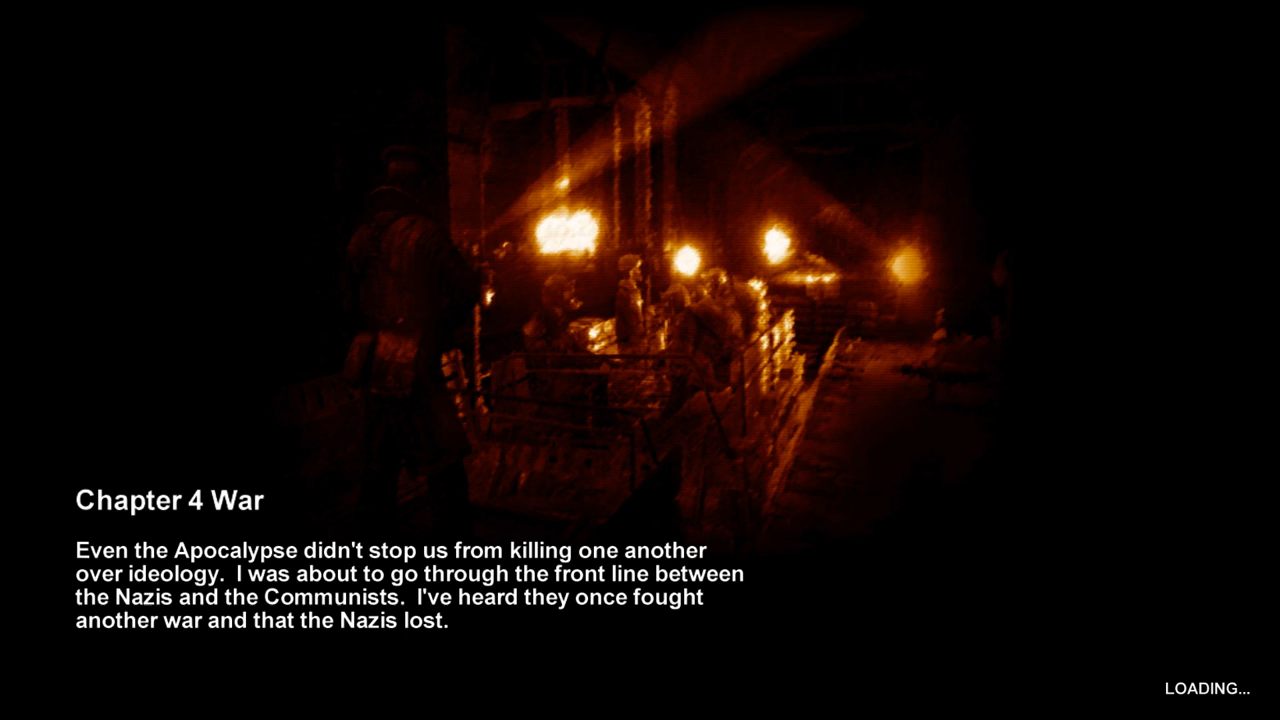 Chapter 4 War
Even the Apocalypse didn't stop us from killing one another
over ideology.  I was about to go through the front line between
the Nazis and the Communists.  I've heard they once fought
another war and that the Nazis lost.
LOADING...